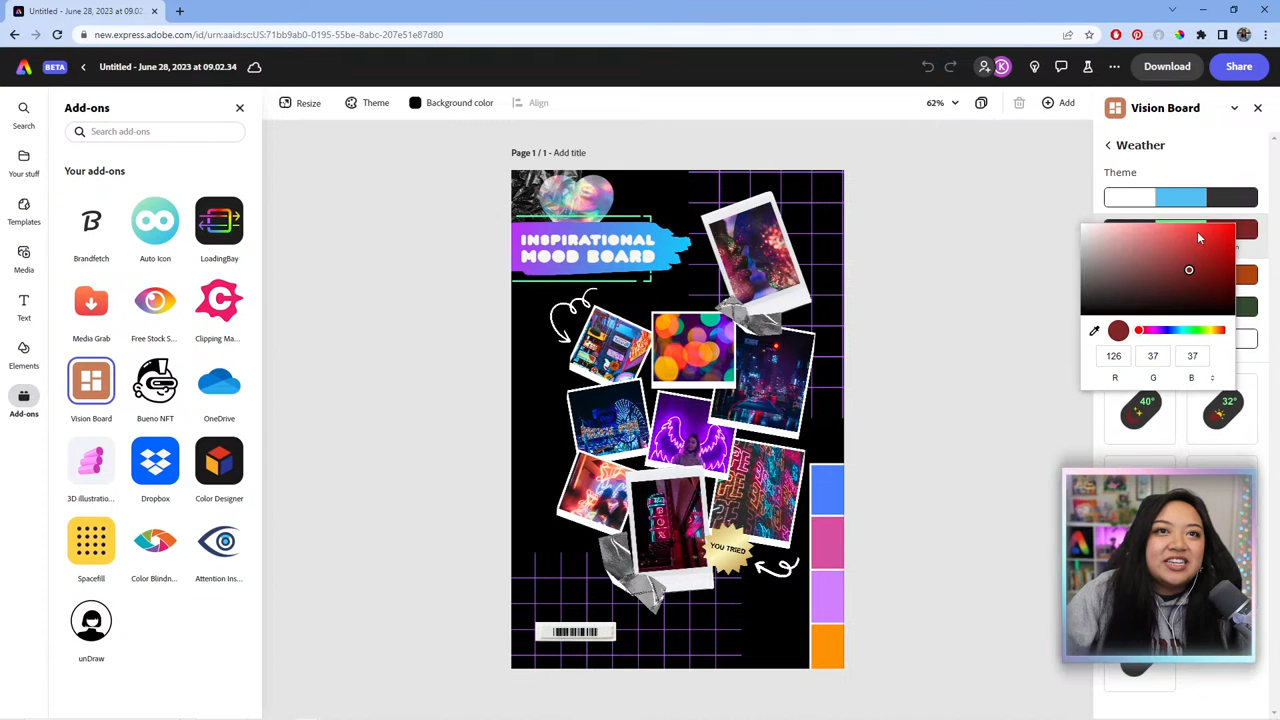 Untitled - June 28, 2023 at 09.02
new.express.adobe.com/id/urn:aaid:sc:US:71bb9ab0-0195-55be-8abc-207e51e87d80
BETA
Untitled - June 28, 2023 at 09.02.34
K
Download
Share
Search
Your stuff
Templates
Media
Text
Elements
Add-ons
Add-ons
Search add-ons
Your add-ons
Brandfetch
Auto Icon
LoadingBay
Media Grab
Free Stock S...
Clipping Ma...
Vision Board
Bueno NFT
OneDrive
3D illustratio...
Dropbox
Color Designer
Spacefill
Color Blindn...
Attention Ins...
unDraw
Resize
Theme
Background color
Align
62%
1
Add
Page 1 / 1 - Add title
INSPIRATIONAL
MOOD BOARD
YOU TRIED
Vision Board
Weather
Theme
126
37
37
R
G
B
40°
32°